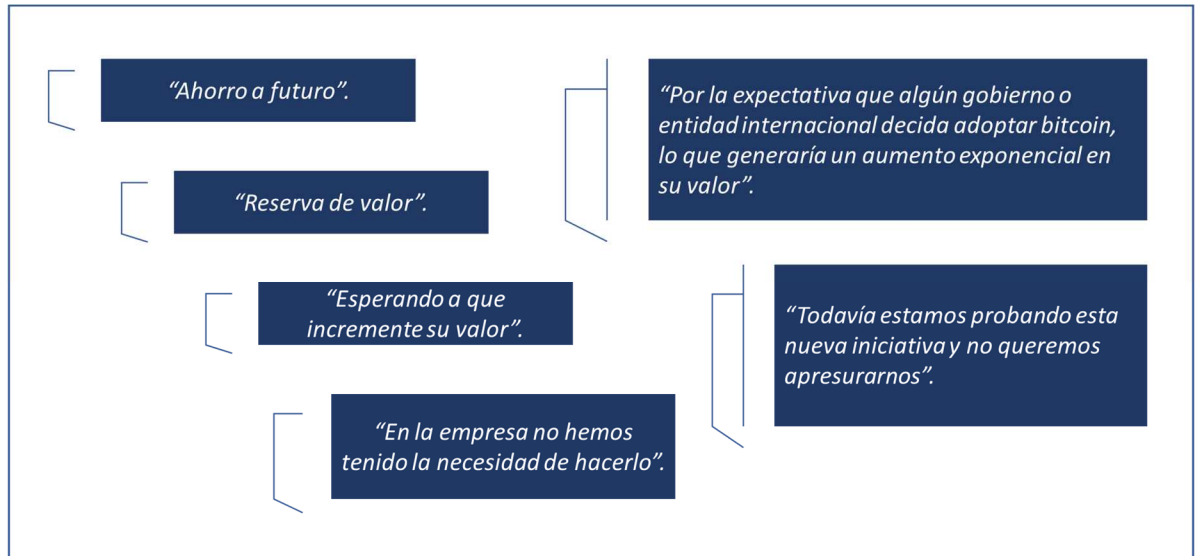 “Ahorro a futuro”.
“Reserva de valor”.
“Esperando a que
incremente su valor”.
“En la empresa no hemos
tenido la necesidad de hacerlo”.
“Por la expectativa que algún gobierno o
entidad internacional decida adoptar bitcoin,
lo que generaría un aumento exponencial en
su valor”.
“Todavía estamos probando esta
nueva iniciativa y no queremos
apresurarnos”.